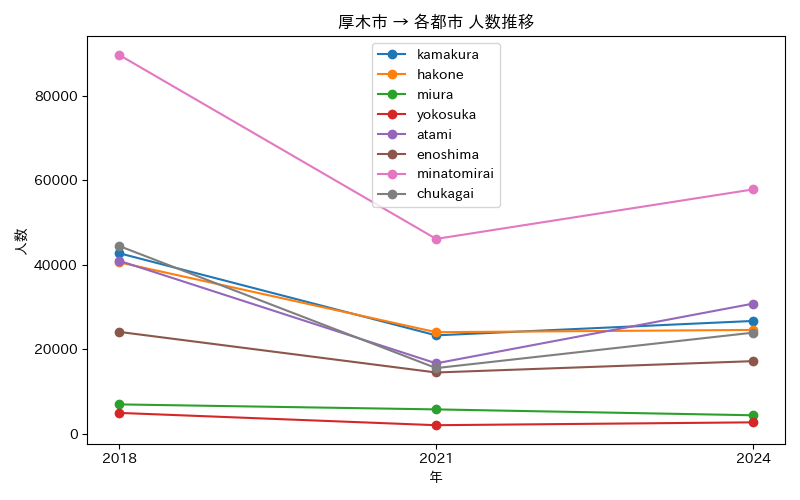 厚木市 → 各都市 人数推移
kamakura
hakone
miura
yokosuka
atami
enoshima
minatomirai
chukagai
人数
80000
60000
40000
20000
0
2018
2021
2024
年